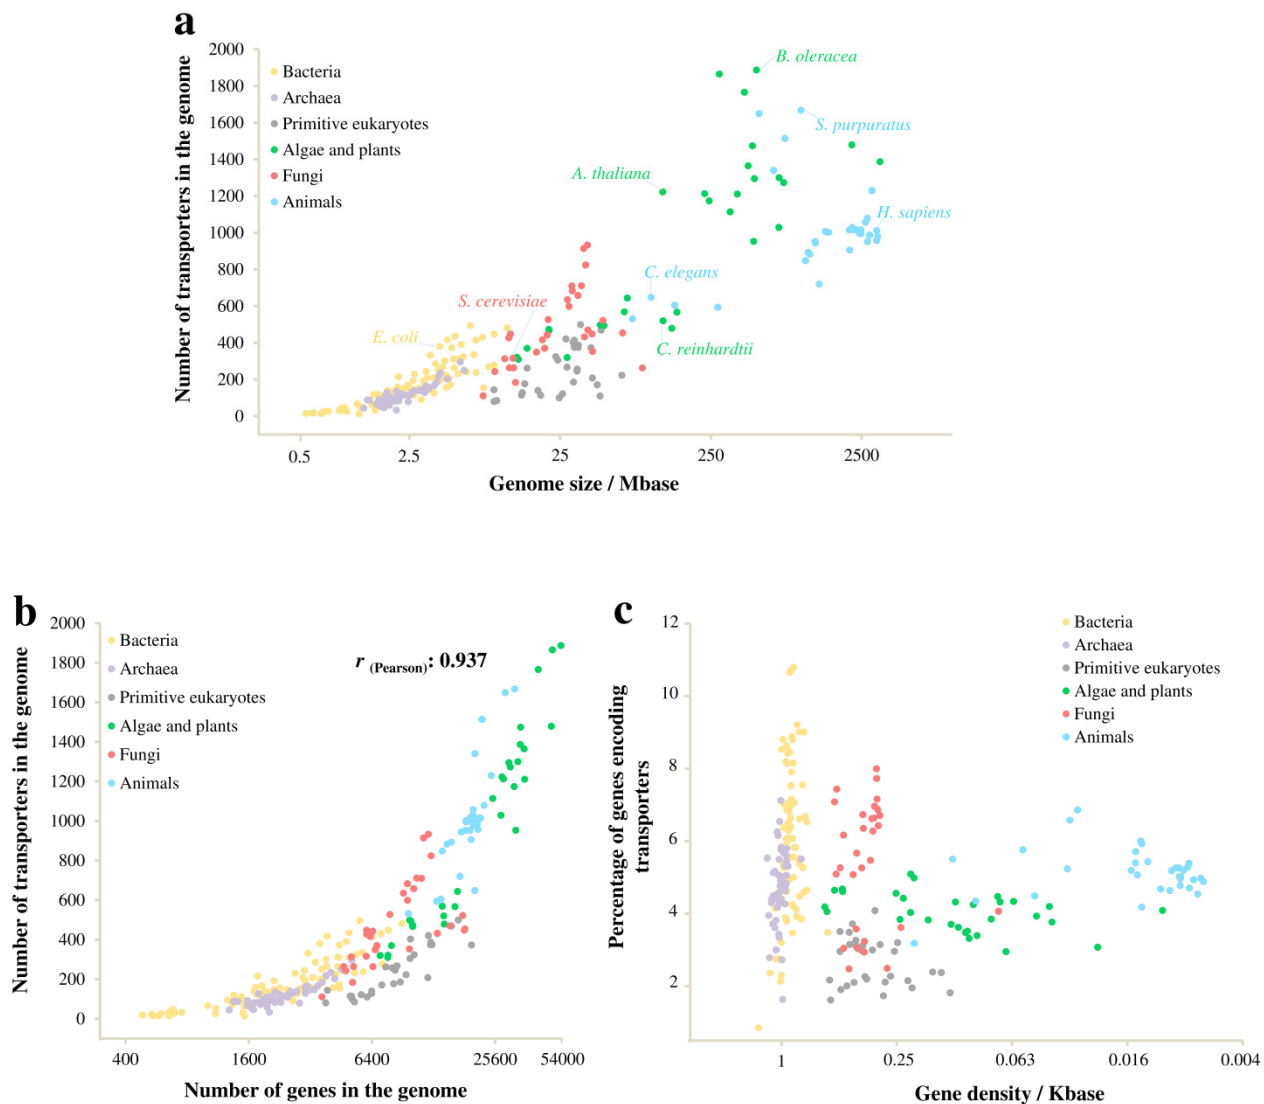 a
Number of transporters in the genome
2000
1800
1600
1400
1200
1000
800
600
400
200
0
Bacteria
Archaea
Primitive eukaryotes
Algae and plants
Fungi
Animals
B. oleracea
S. purpuratus
A. thaliana
H. sapiens
C. elegans
S. cerevisiae
E. coli
C. reinhardtii
0.5
2.5
25
250
2500
Genome size / Mbase
b
Number of transporters in the genome
2000
1800
1600
1400
1200
1000
800
600
400
200
0
Bacteria
Archaea
Primitive eukaryotes
Algae and plants
Fungi
Animals
r (Pearson): 0.937
400
1600
6400
25600
54000
Number of genes in the genome
c
Percentage of genes encoding
transporters
12
10
8
6
4
2
Bacteria
Archaea
Primitive eukaryotes
Algae and plants
Fungi
Animals
1
0.25
0.063
0.016
0.004
Gene density / Kbase